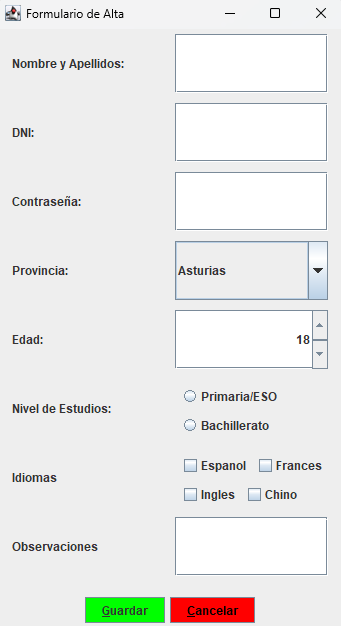 Formulario de Alta
Nombre y Apellidos:
DNI:
Contraseña:
Provincia: Asturias
Edad: 18
Nivel de Estudios:
Primaria/ESO
Bachillerato
Idiomas
Espanol Frances
Ingles Chino
Observaciones
Guardar Cancelar